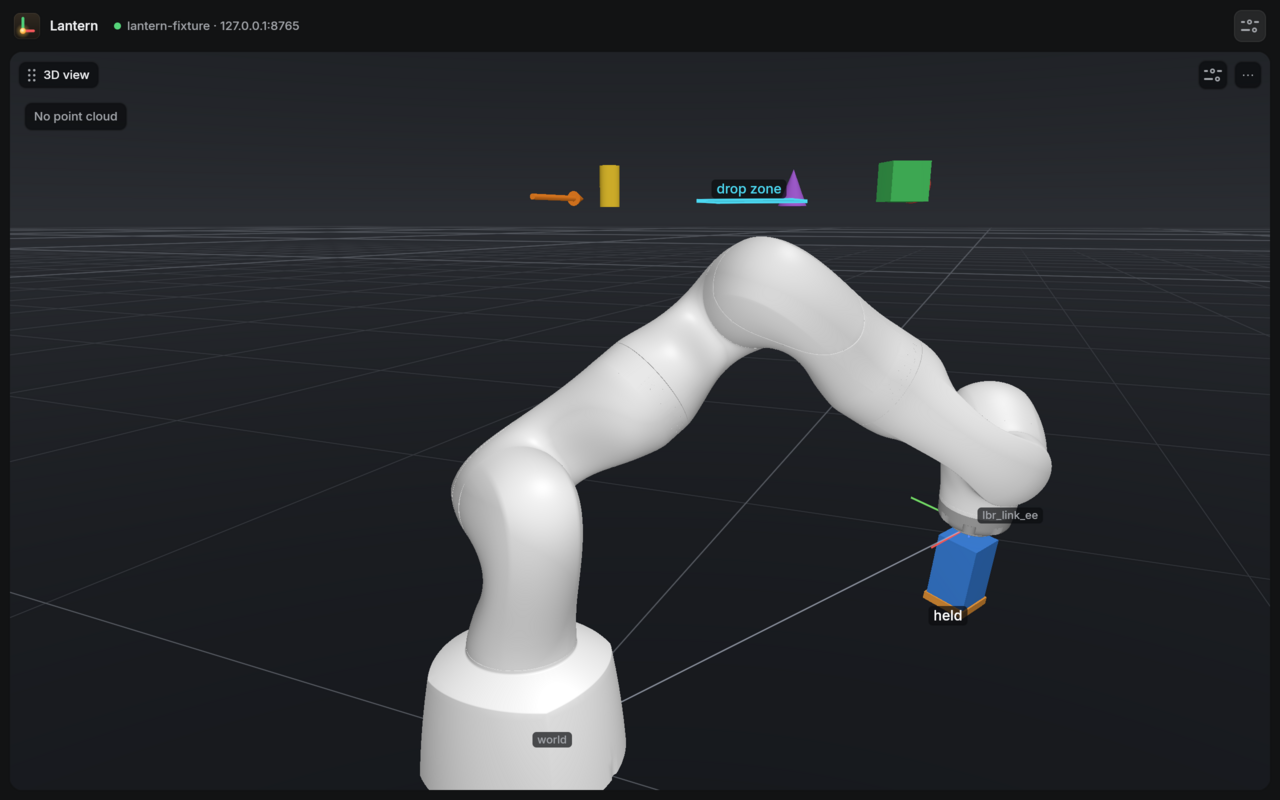 Lantern
lantern-fixture · 127.0.0.1:8765
3D view
No point cloud
drop zone
lbr_link_ee
held
world